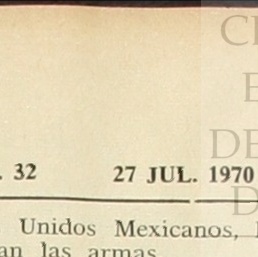 . 32 27 JUL. 1970
Unidos Mexicanos,
an las armas